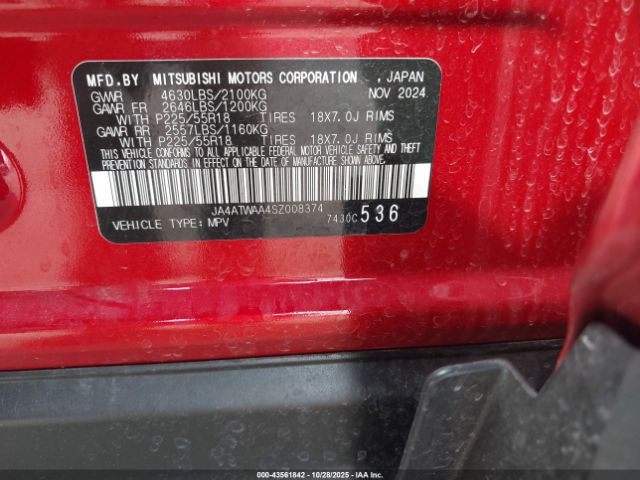 MFD.BY MITSUBISHI MOTORS CORPORATION , JAPAN
GVWR 4630LBS/2100KG NOV 2024
GAWR FR 2646LBS/1200KG
WITH P225/55R18 TIRES 18X7.0J RIMS
GAWR RR 2557LBS/1160KG
WITH P225/55R18 TIRES 18X7.0J RIMS
THIS VEHICLE CONFORMS TO ALL APPLICABLE FEDERAL MOTOR VEHICLE SAFETY AND THEFT
PREVENTION STANDARDS IN EFFECT ON THE DATE OF MANUFACTURE SHOWN ABOVE.
JA4ATWAA4SZ008374
VEHICLE TYPE:MPV 7430C 536
00-43561842 | 10/28/2025 | IAAI.COM